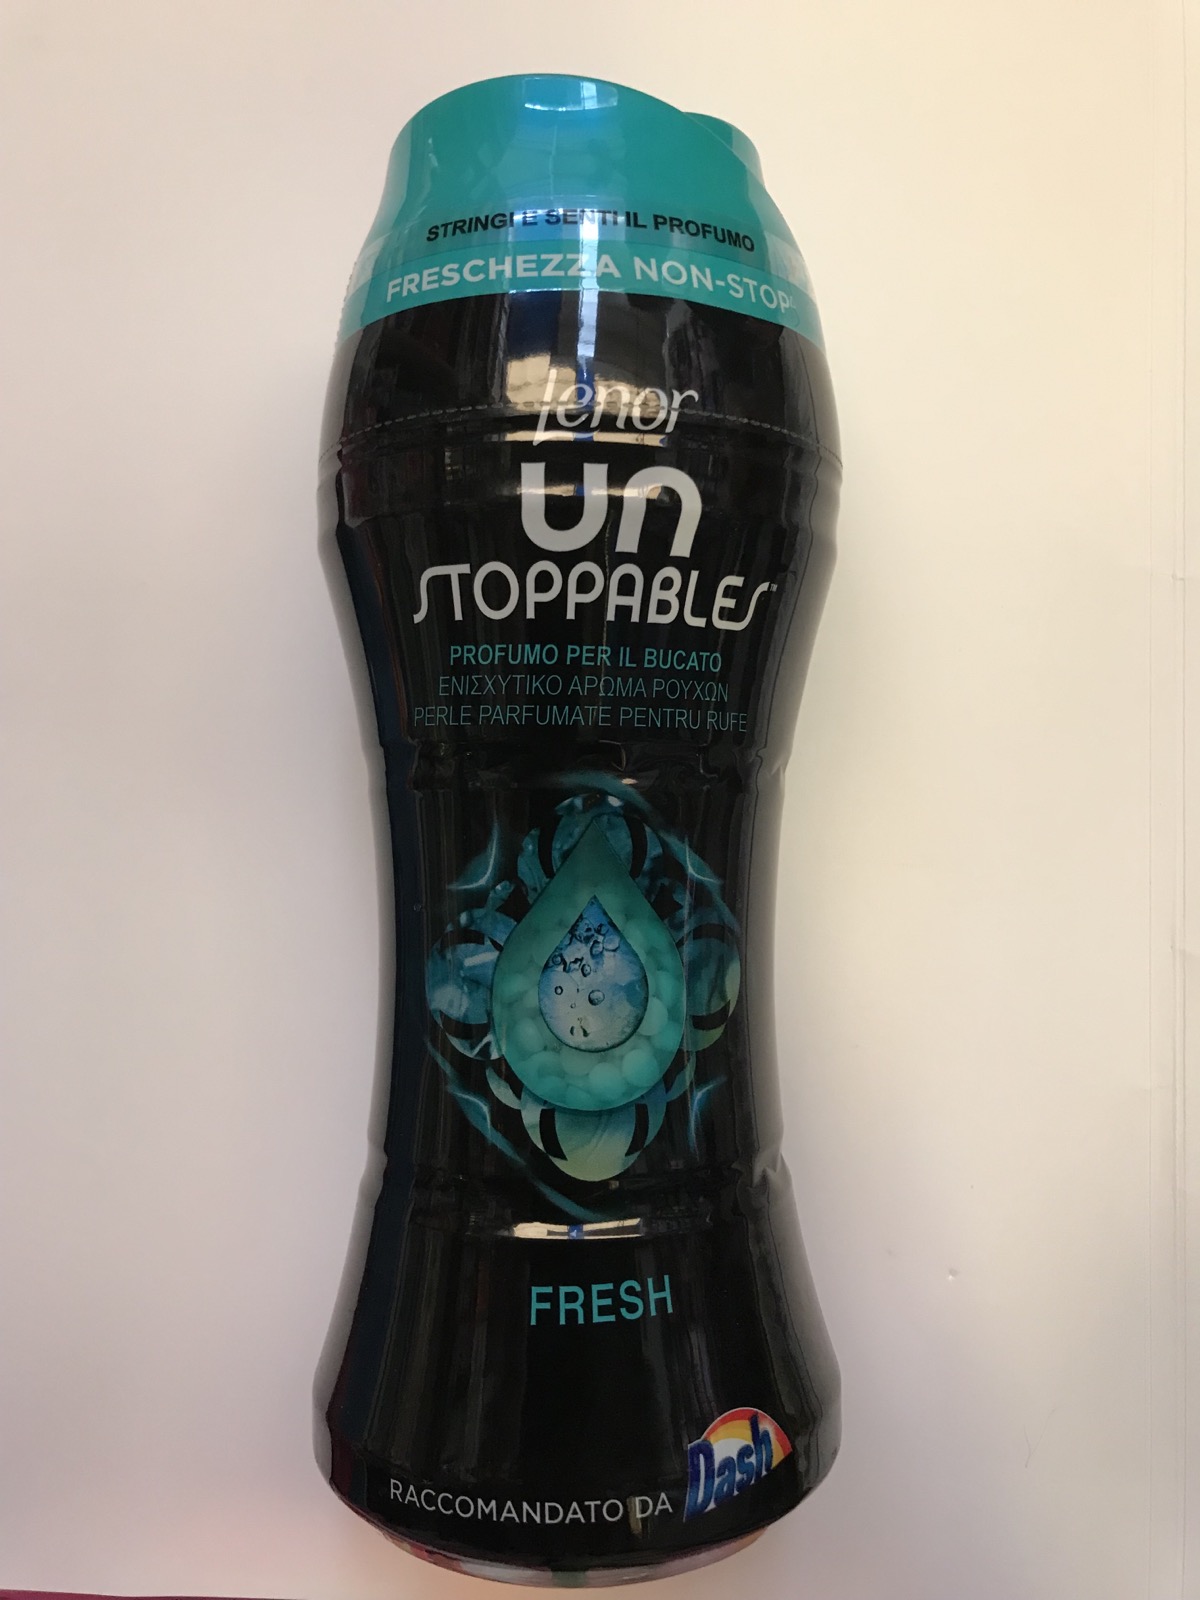 STRINGI E SENTI IL PROFUMO
FRESCHEZZA NON-STOP
Lenor
UN
STOPPABLES™
PROFUMO PER IL BUCATO
ΕΝΙΣΧΥΤΙΚΟ ΑΡΩΜΑ ΡΟΥΧΩΝ
PERLE PARFUMATE PENTRU RUFE
FRESH
RACCOMANDATO DA Dash